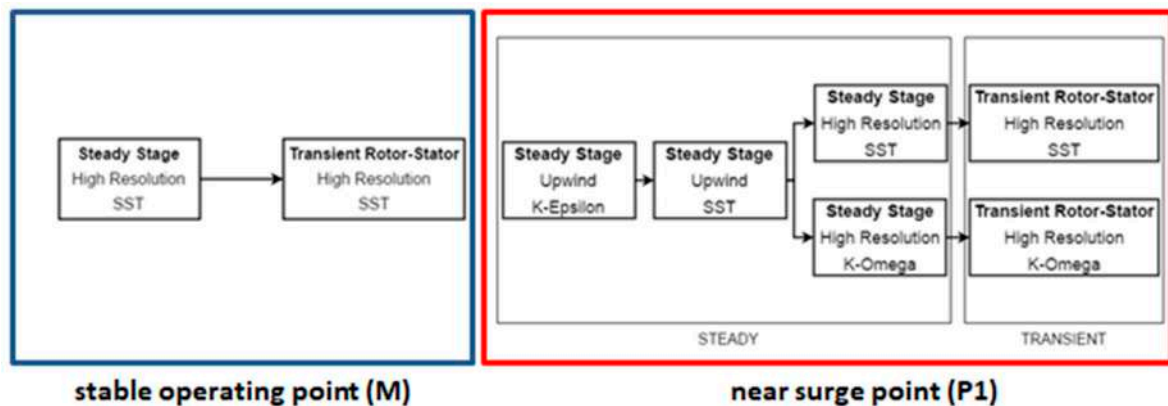 Steady Stage
High Resolution
SST
Transient Rotor-Stator
High Resolution
SST
stable operating point (M)
Steady Stage
Upwind
K-Epsilon
Steady Stage
Upwind
SST
Steady Stage
High Resolution
SST
Transient Rotor-Stator
High Resolution
SST
Steady Stage
High Resolution
K-Omega
Transient Rotor-Stator
High Resolution
K-Omega
STEADY
TRANSIENT
near surge point (P1)